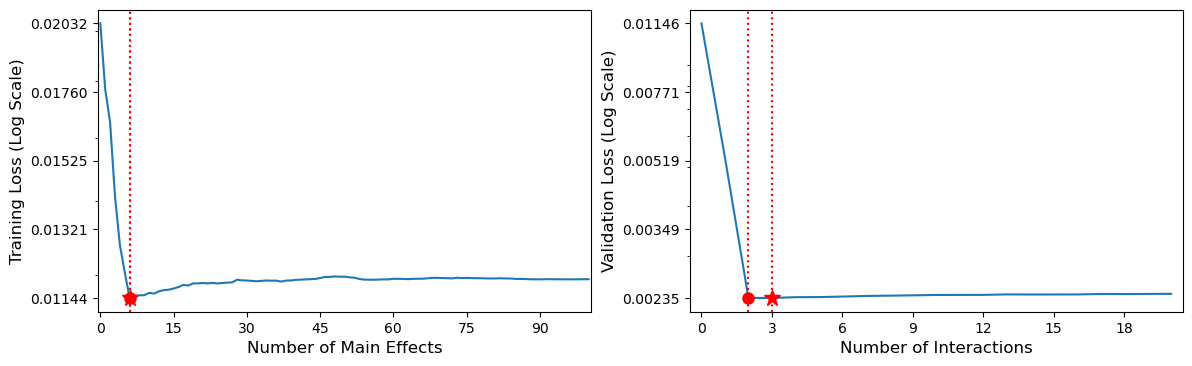 Training Loss (Log Scale)
0.02032
0.01760
0.01525
0.01321
0.01144
0 15 30 45 60 75 90
Number of Main Effects
Validation Loss (Log Scale)
0.01146
0.00771
0.00519
0.00349
0.00235
0 3 6 9 12 15 18
Number of Interactions